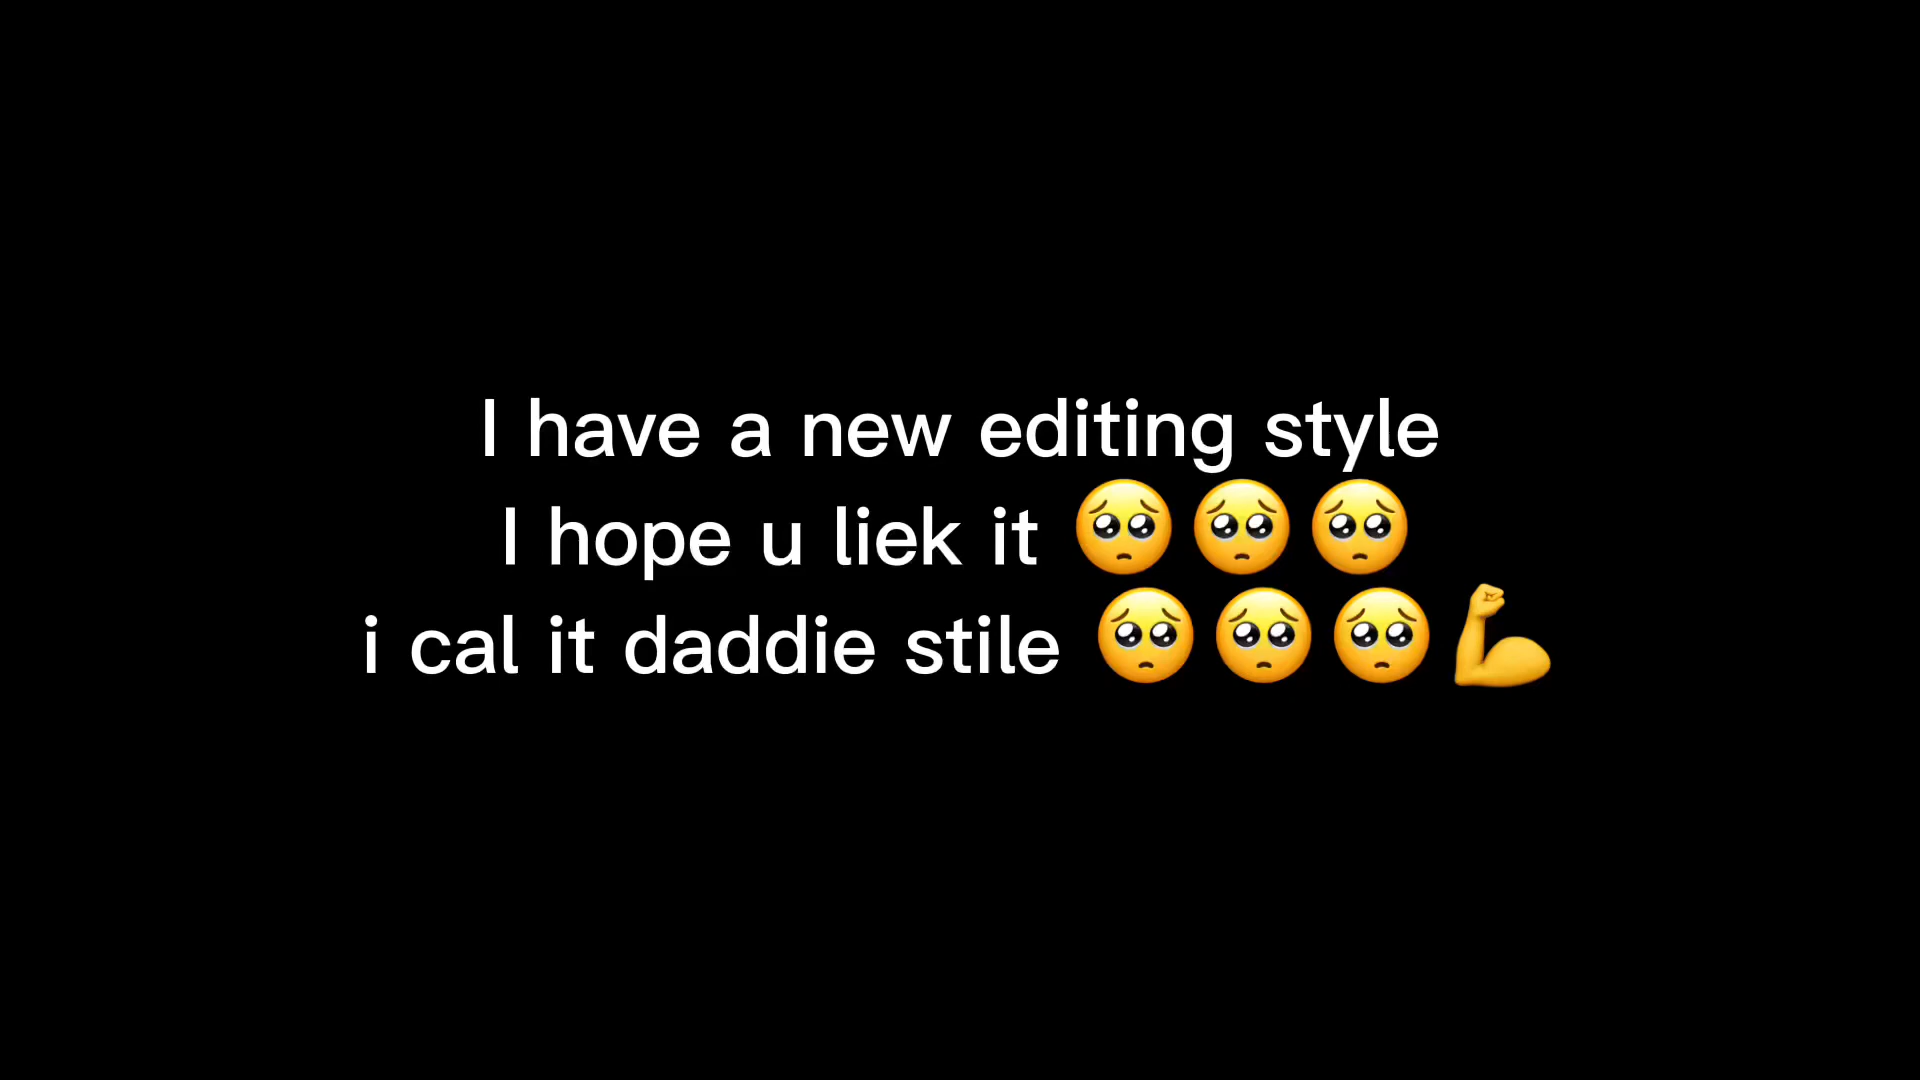 I have a new editing style
I hope u liek it 🥺🥺🥺
i cal it daddie stile 🥺🥺🥺💪